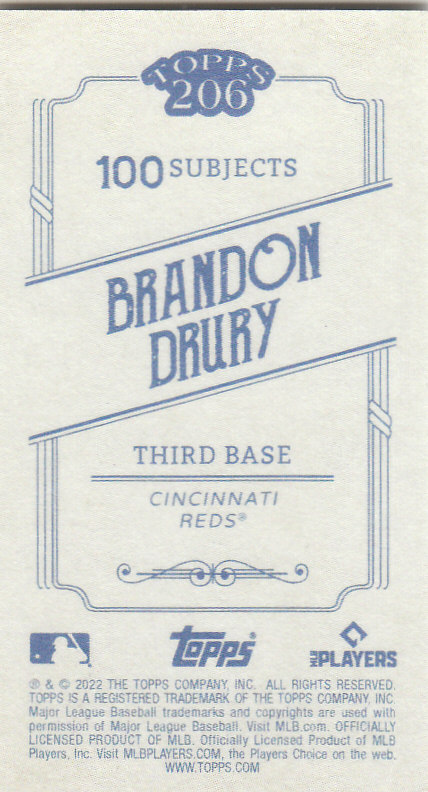 TOPPS
206
100 SUBJECTS
BRANDON
DRURY
THIRD BASE
CINCINNATI
REDS®
topps®
MLB PLAYERS
® & © 2022 THE TOPPS COMPANY, INC. ALL RIGHTS RESERVED.
TOPPS IS A REGISTERED TRADEMARK OF THE TOPPS COMPANY, INC.
Major League Baseball trademarks and copyrights are used with
permission of Major League Baseball. Visit MLB.com. OFFICIALLY
LICENSED PRODUCT OF MLB. Officially Licensed Product of MLB
Players, Inc. Visit MLBPLAYERS.COM, the Players Choice on the web.
WWW.TOPPS.COM